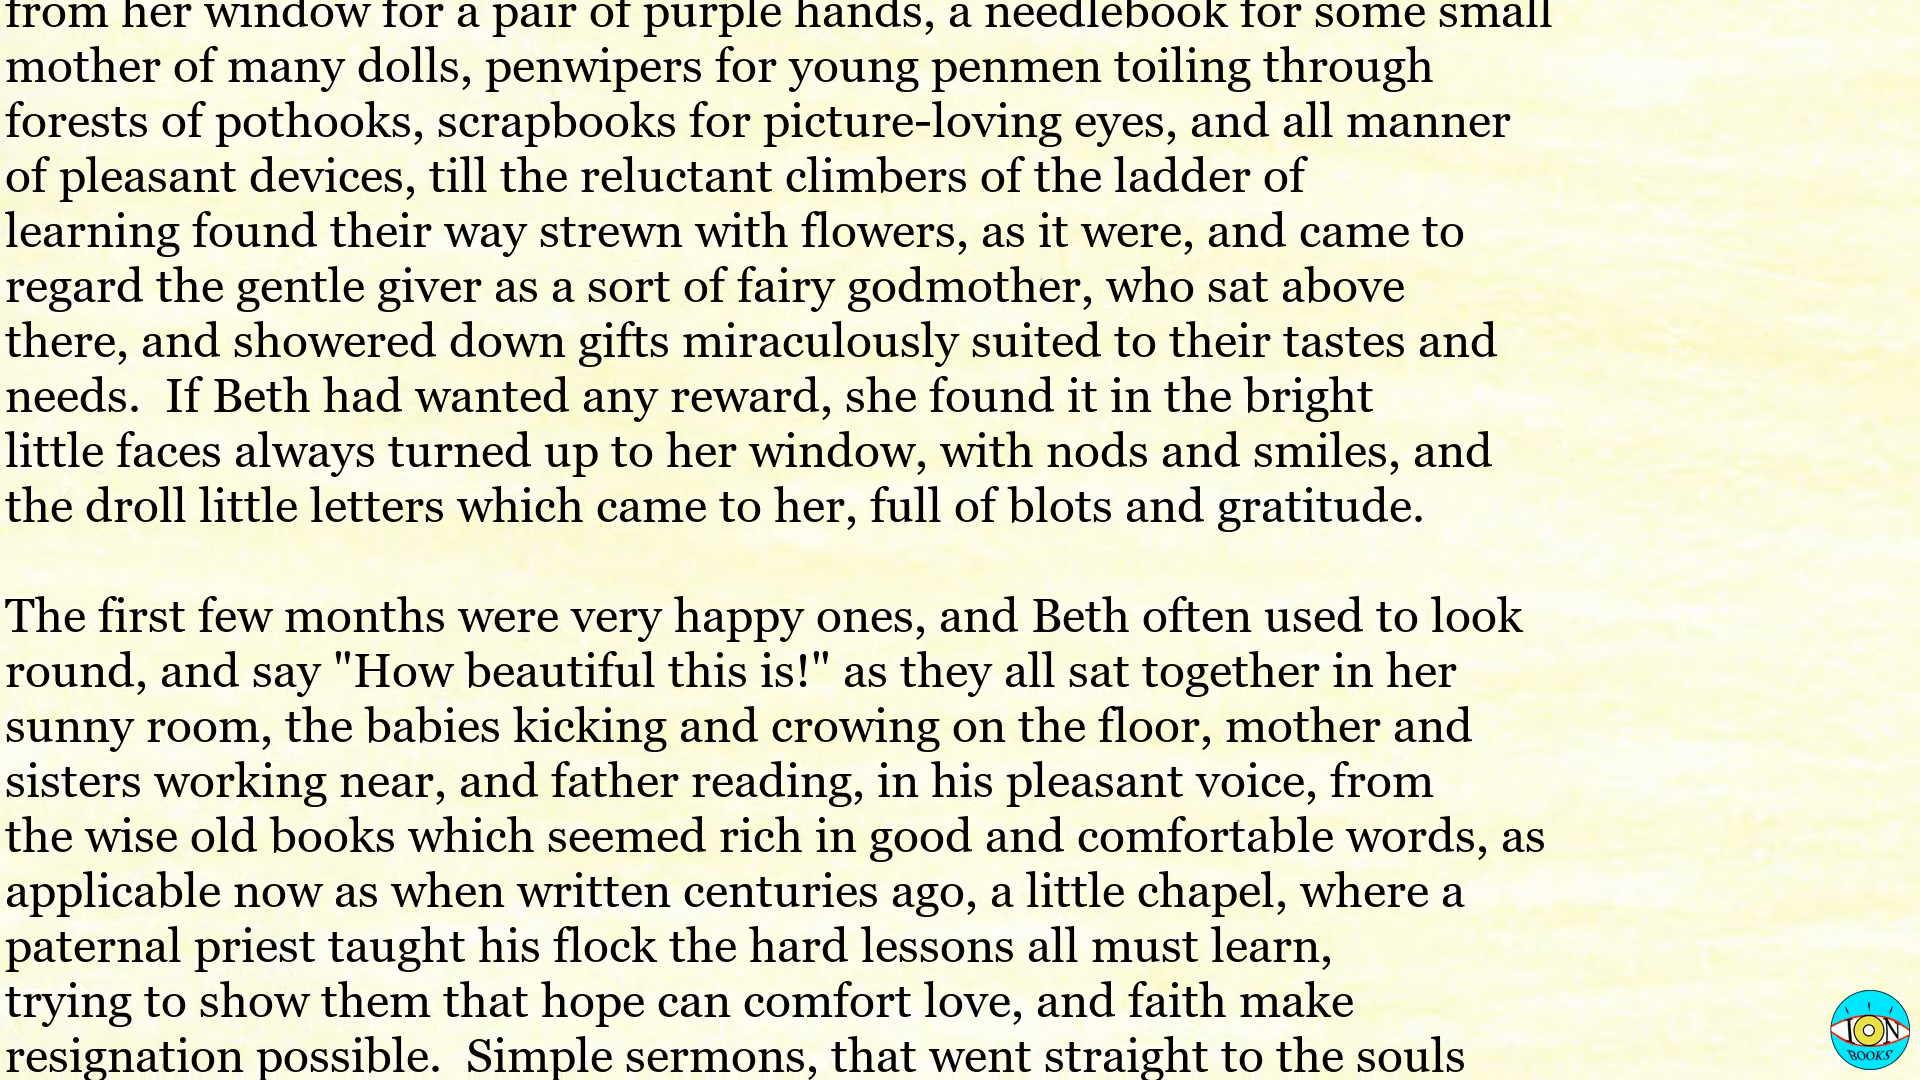 from her window for a pair of purple hands, a needlebook for some small
mother of many dolls, penwipers for young penmen toiling through
forests of pothooks, scrapbooks for picture-loving eyes, and all manner
of pleasant devices, till the reluctant climbers of the ladder of
learning found their way strewn with flowers, as it were, and came to
regard the gentle giver as a sort of fairy godmother, who sat above
there, and showered down gifts miraculously suited to their tastes and
needs.  If Beth had wanted any reward, she found it in the bright
little faces always turned up to her window, with nods and smiles, and
the droll little letters which came to her, full of blots and gratitude.
The first few months were very happy ones, and Beth often used to look
round, and say "How beautiful this is!" as they all sat together in her
sunny room, the babies kicking and crowing on the floor, mother and
sisters working near, and father reading, in his pleasant voice, from
the wise old books which seemed rich in good and comfortable words, as
applicable now as when written centuries ago, a little chapel, where a
paternal priest taught his flock the hard lessons all must learn,
trying to show them that hope can comfort love, and faith make
resignation possible.  Simple sermons, that went straight to the souls
ION
BOOKS